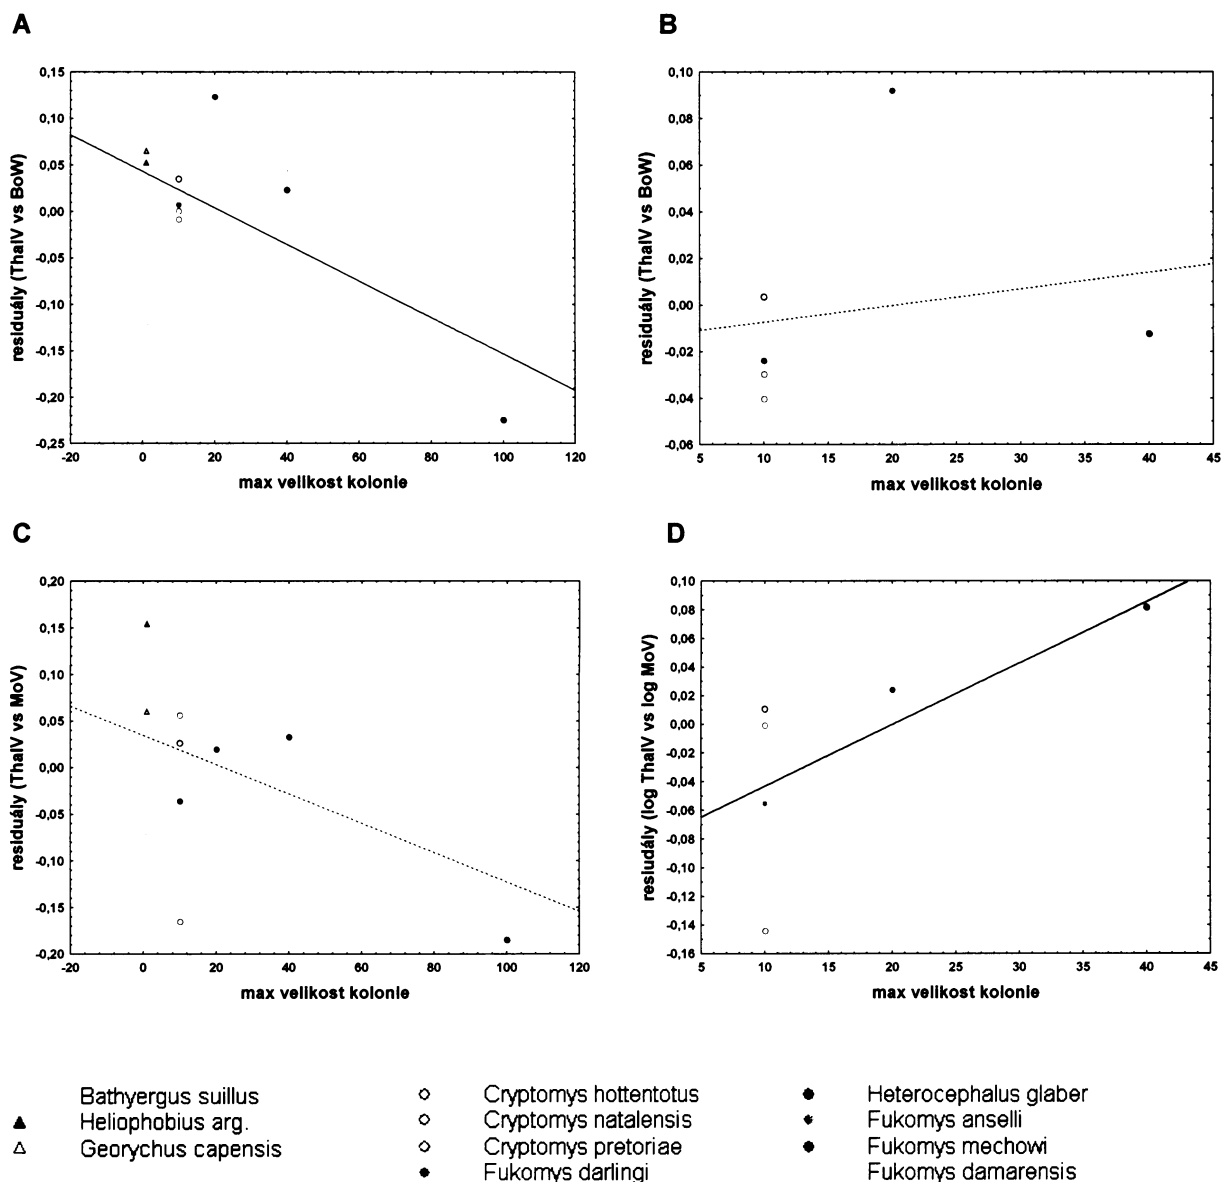 A
B
0,15
0,10
0,05
0,00
-0,05
-0,10
-0,15
-0,20
-0,25
-20 0 20 40 60 80 100 120
max velikost kolonie
residuály (ThalV vs BoW)
0,10
0,08
0,06
0,04
0,02
0,00
-0,02
-0,04
-0,06
5 10 15 20 25 30 35 40 45
max velikost kolonie
residuály (ThalV vs BoW)
C
D
0,20
0,15
0,10
0,05
0,00
-0,05
-0,10
-0,15
-0,20
-20 0 20 40 60 80 100 120
max velikost kolonie
residuály (ThalV vs MoV)
0,10
0,08
0,06
0,04
0,02
0,00
-0,02
-0,04
-0,06
-0,08
-0,10
-0,12
-0,14
-0,16
5 10 15 20 25 30 35 40 45
max velikost kolonie
resiudály (log ThalV vs log MoV)
Bathyergus suillus
Heliophobius arg.
Georychus capensis
Cryptomys hottentotus
Cryptomys natalensis
Cryptomys pretoriae
Fukomys darlingi
Heterocephalus glaber
Fukomys anselli
Fukomys mechowi
Fukomys damarensis